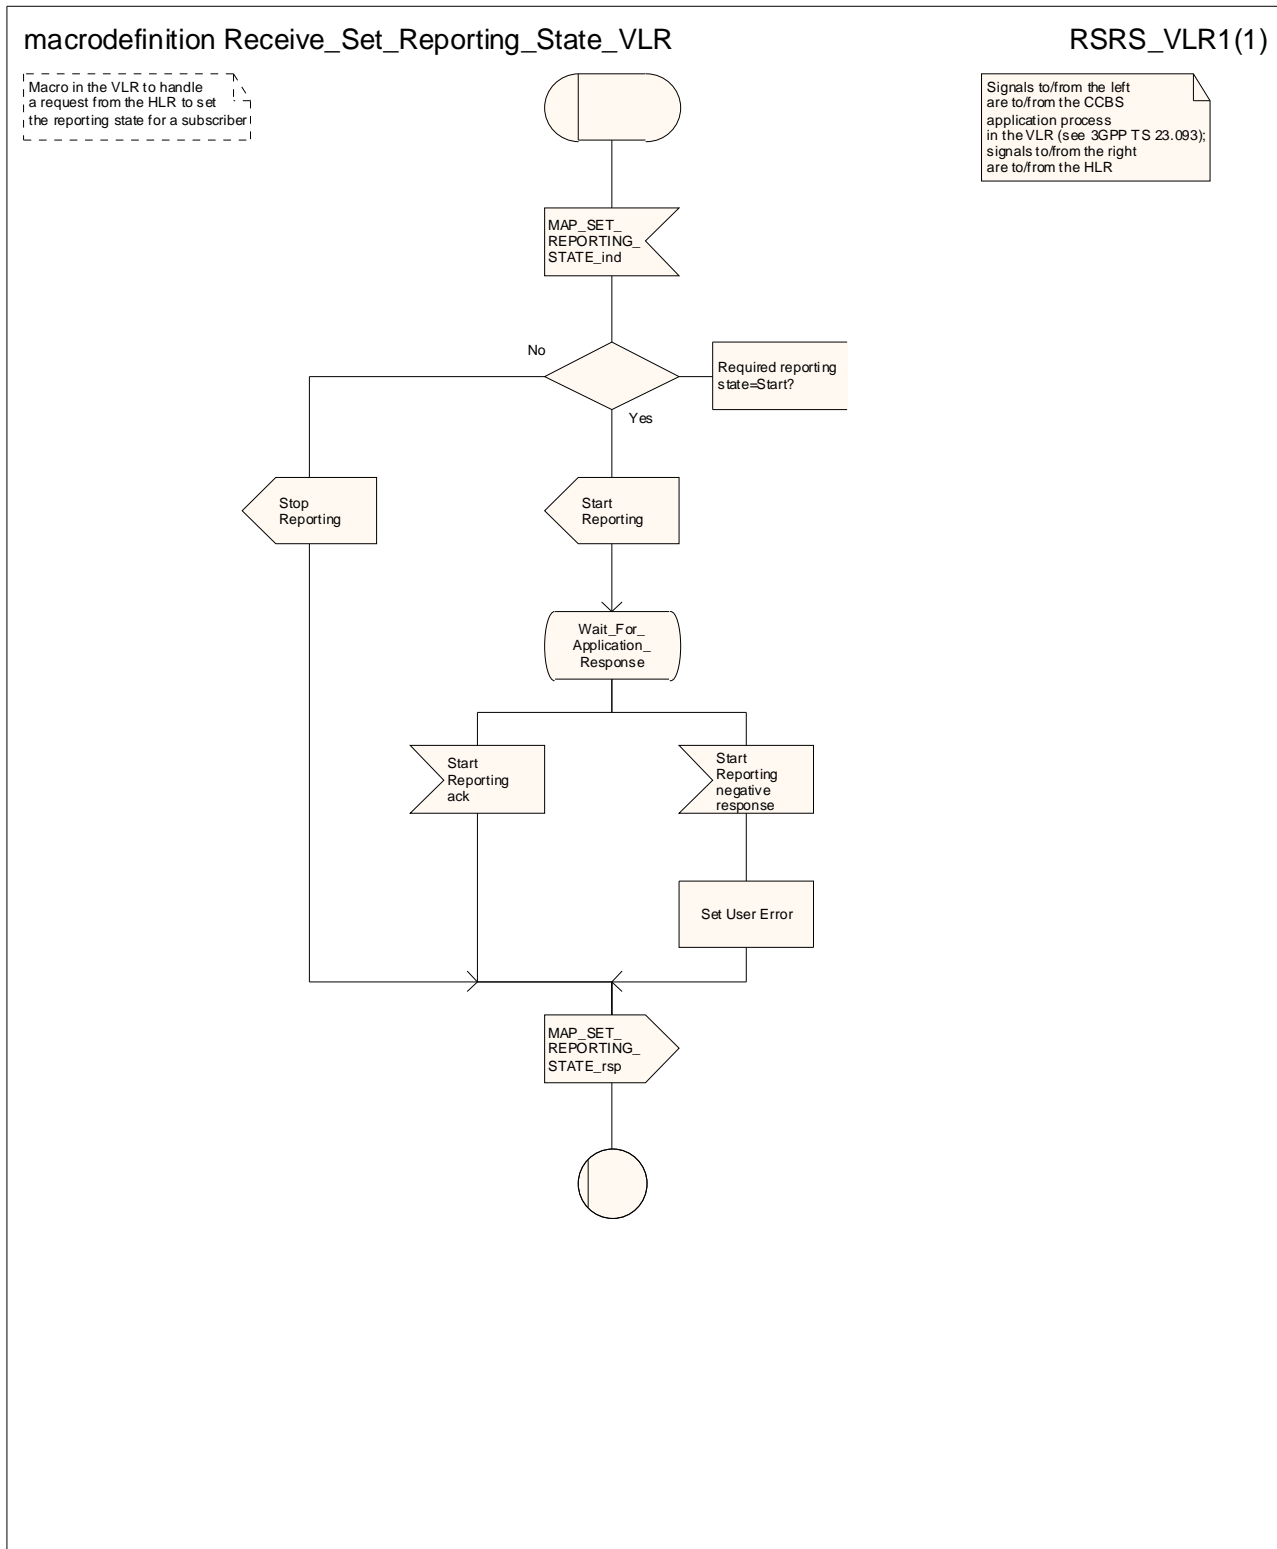 macrodefinition Receive_Set_Reporting_State_VLR
RSRS_VLR1(1)
Macro in the VLR to handle
a request from the HLR to set
the reporting state for a subscriber
Signals to/from the left
are to/from the CCBS
application process
in the VLR (see 3GPP TS 23.093);
signals to/from the right
are to/from the HLR
MAP_SET_
REPORTING_
STATE_ind
No
Required reporting
state=Start?
Yes
Stop
Reporting
Start
Reporting
Wait_For_
Application_
Response
Start
Reporting
ack
Start
Reporting
negative
response
Set User Error
MAP_SET_
REPORTING_
STATE_rsp